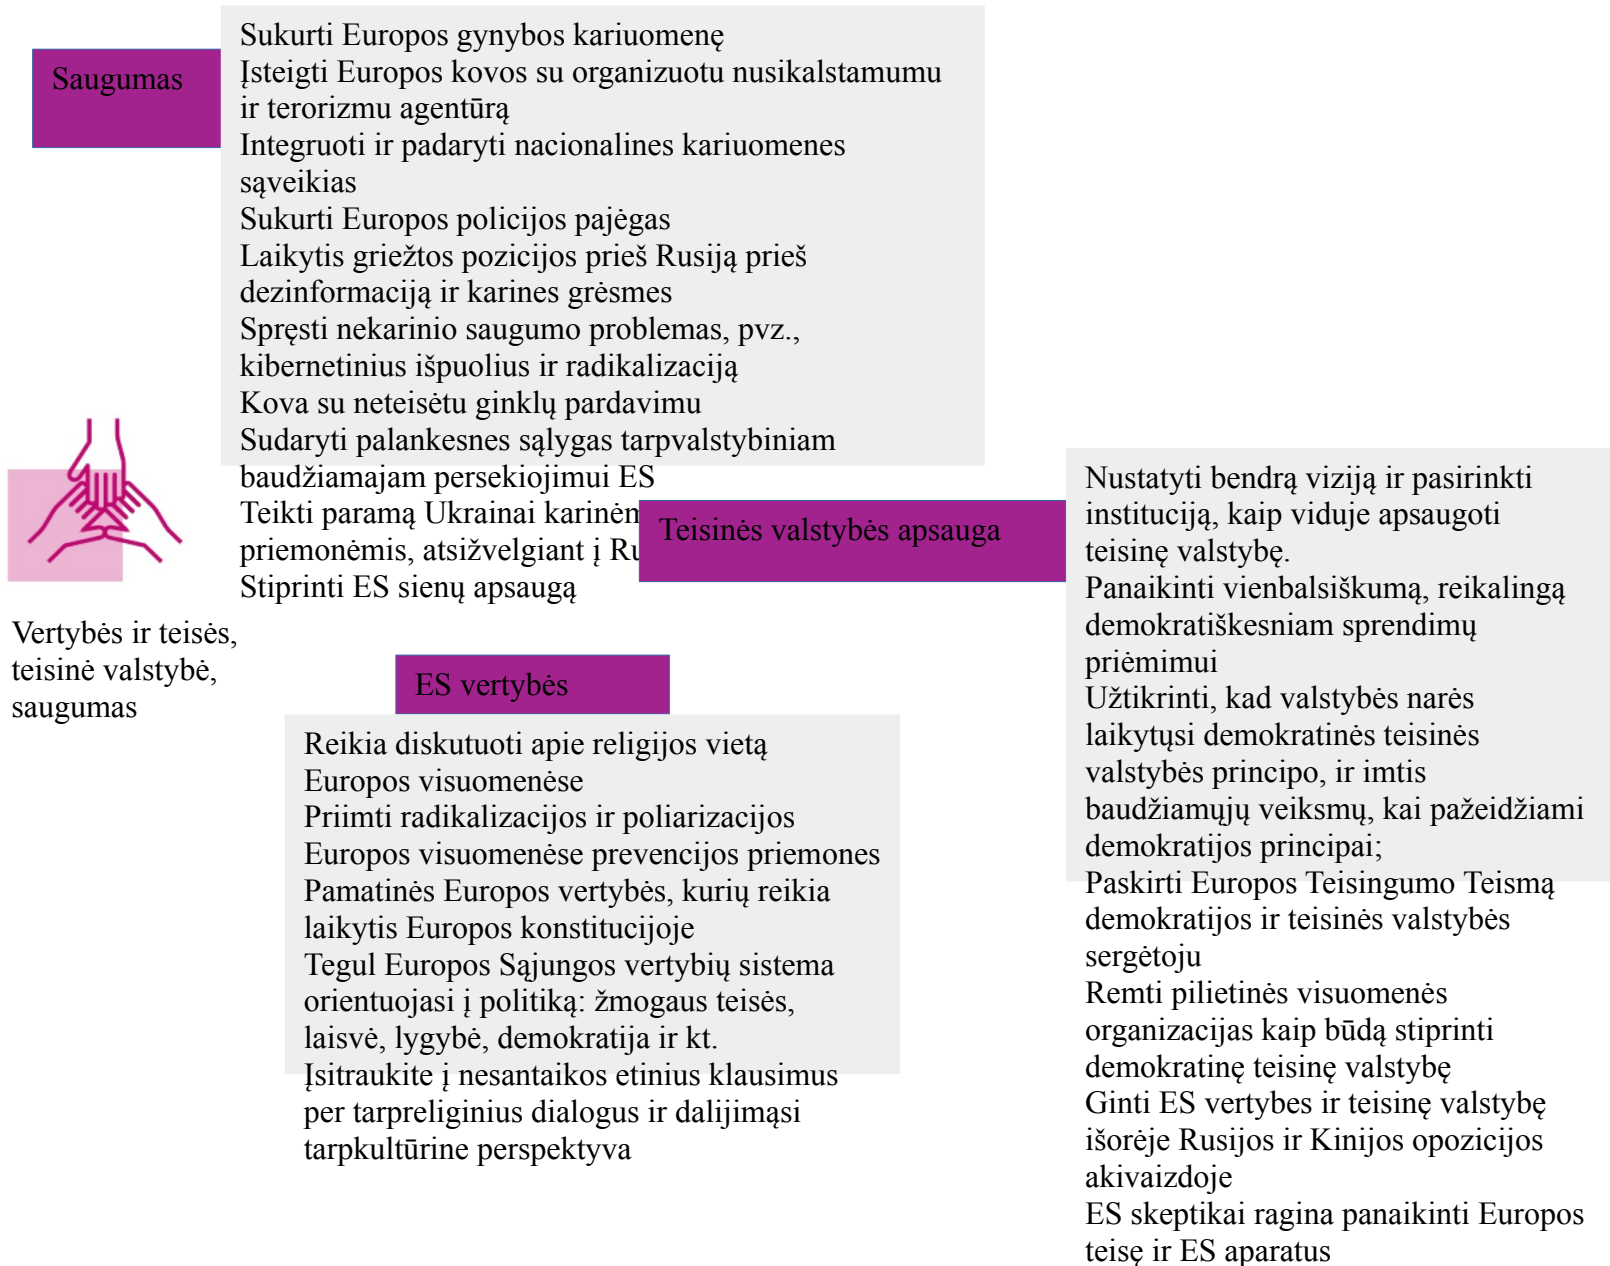 Saugumas
Sukurti Europos gynybos kariuomenę
Įsteigti Europos kovos su organizuotu nusikalstamumu
ir terorizmu agentūrą
Integruoti ir padaryti nacionalines kariuomenes
sąveikias
Sukurti Europos policijos pajėgas
Laikytis griežtos pozicijos prieš Rusiją prieš
dezinformaciją ir karines grėsmes
Spręsti nekarinio saugumo problemas, pvz.,
kibernetinius išpuolius ir radikalizaciją
Kova su neteisėtu ginklų pardavimu
Sudaryti palankesnes sąlygas tarpvalstybiniam
baudžiamajam persekiojimui ES
Teikti paramą Ukrainai
priemonėmis, atsižvelgiant į
Stiprinti ES sienų apsaugą
Vertybės ir teisės,
teisinė valstybė,
saugumas
ES vertybės
Reikia diskutuoti apie religijos vietą
Europos visuomenėse
Priimti radikalizacijos ir poliarizacijos
Europos visuomenėse prevencijos priemones
Pamatinės Europos vertybės, kurių reikia
laikytis Europos konstitucijoje
Tegul Europos Sąjungos vertybių sistema
orientuojasi į politiką: žmogaus teisės,
laisvė, lygybė, demokratija ir kt.
Įsitraukite į nesantaikos etinius klausimus
per tarpreliginius dialogus ir dalijimąsi
tarpkultūrine perspektyva
Teisinės valstybės apsauga
Nustatyti bendrą viziją ir pasirinkti
instituciją, kaip viduje apsaugoti
teisinę valstybę.
Panaikinti vienbalsiškumą, reikalingą
demokratiškesniam sprendimų
priėmimui
Užtikrinti, kad valstybės narės
laikytųsi demokratinės teisinės
valstybės principo, ir imtis
baudžiamųjų veiksmų, kai pažeidžiami
demokratijos principai;
Paskirti Europos Teisingumo Teismą
demokratijos ir teisinės valstybės
sergėtoju
Remti pilietinės visuomenės
organizacijas kaip būdą stiprinti
demokratinę teisinę valstybę
Ginti ES vertybes ir teisinę valstybę
išorėje Rusijos ir Kinijos opozicijos
akivaizdoje
ES skeptikai ragina panaikinti Europos
teisę ir ES aparatus